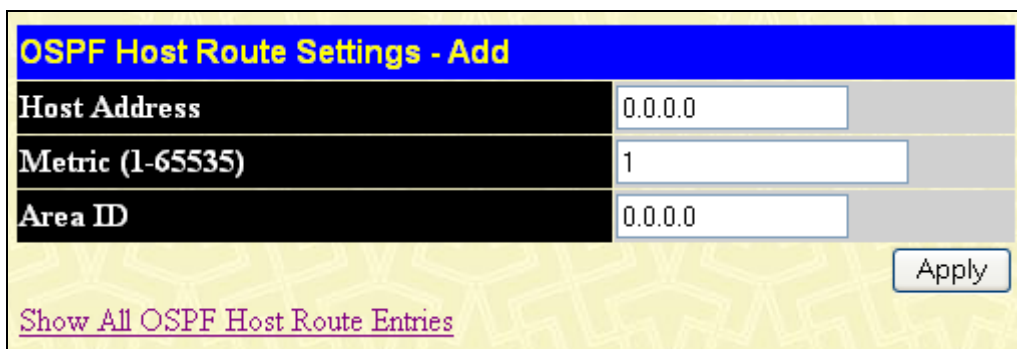 OSPF Host Route Settings - Add
Host Address 0.0.0.0
Metric (1-65535) 1
Area ID 0.0.0.0
Apply
Show All OSPF Host Route Entries